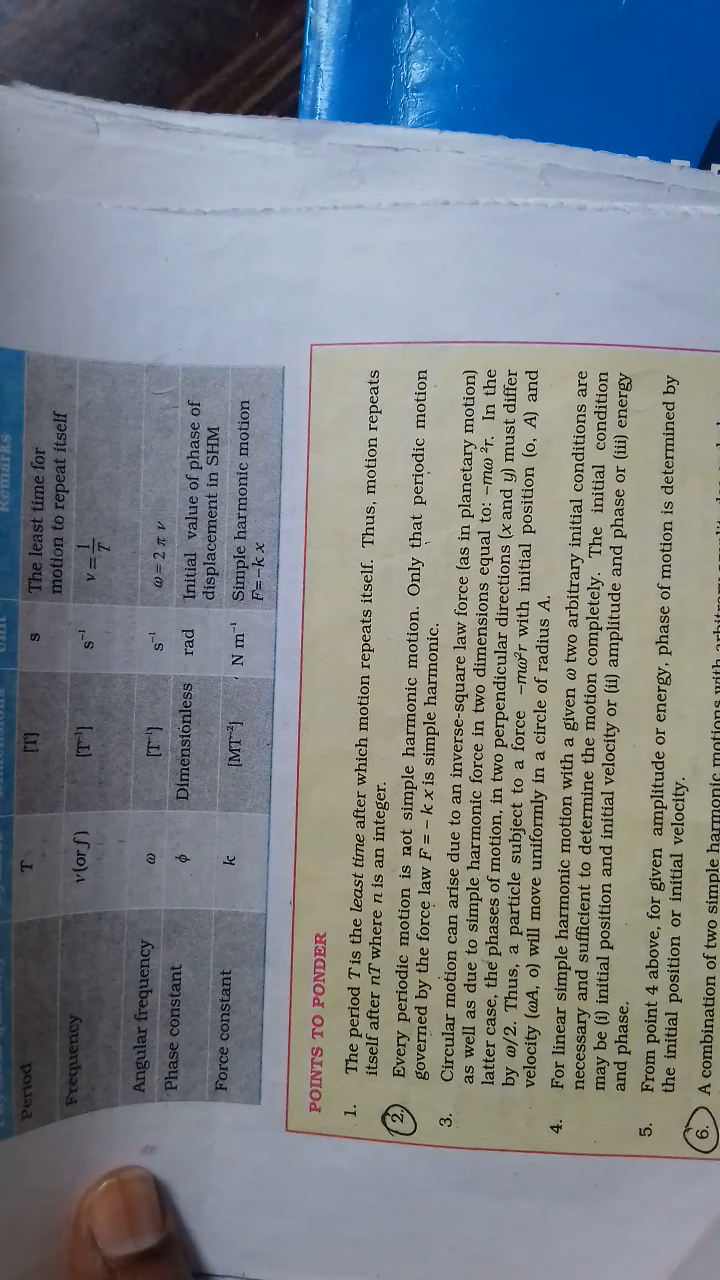 Remarks
Period T [T] s The least time for
motion to repeat itself
Frequency ν (or f) [T⁻¹] s⁻¹ ν = 1/T
Angular frequency ω [T⁻¹] s⁻¹ ω = 2 π ν
Phase constant ϕ Dimensionless rad Initial value of phase of
displacement in SHM
Force constant k [MT⁻²] N m⁻¹ Simple harmonic motion
F = – k x
POINTS TO PONDER
1. The period T is the least time after which motion repeats itself. Thus, motion repeats
itself after nT where n is an integer.
2. Every periodic motion is not simple harmonic motion. Only that periodic motion
governed by the force law F = – k x is simple harmonic.
3. Circular motion can arise due to an inverse-square law force (as in planetary motion)
as well as due to simple harmonic force in two dimensions equal to: –mω²r. In the
latter case, the phases of motion, in two perpendicular directions (x and y) must differ
by ω/2. Thus, a particle subject to a force –mω²r with initial position (o, A) and
velocity (ωA, o) will move uniformly in a circle of radius A.
4. For linear simple harmonic motion with a given ω two arbitrary initial conditions are
necessary and sufficient to determine the motion completely. The initial condition
may be (i) initial position and initial velocity or (ii) amplitude and phase or (iii) energy
and phase.
5. From point 4 above, for given amplitude or energy, phase of motion is determined by
the initial position or initial velocity.
6. A combination of two simple harmonic motions with arbitrary